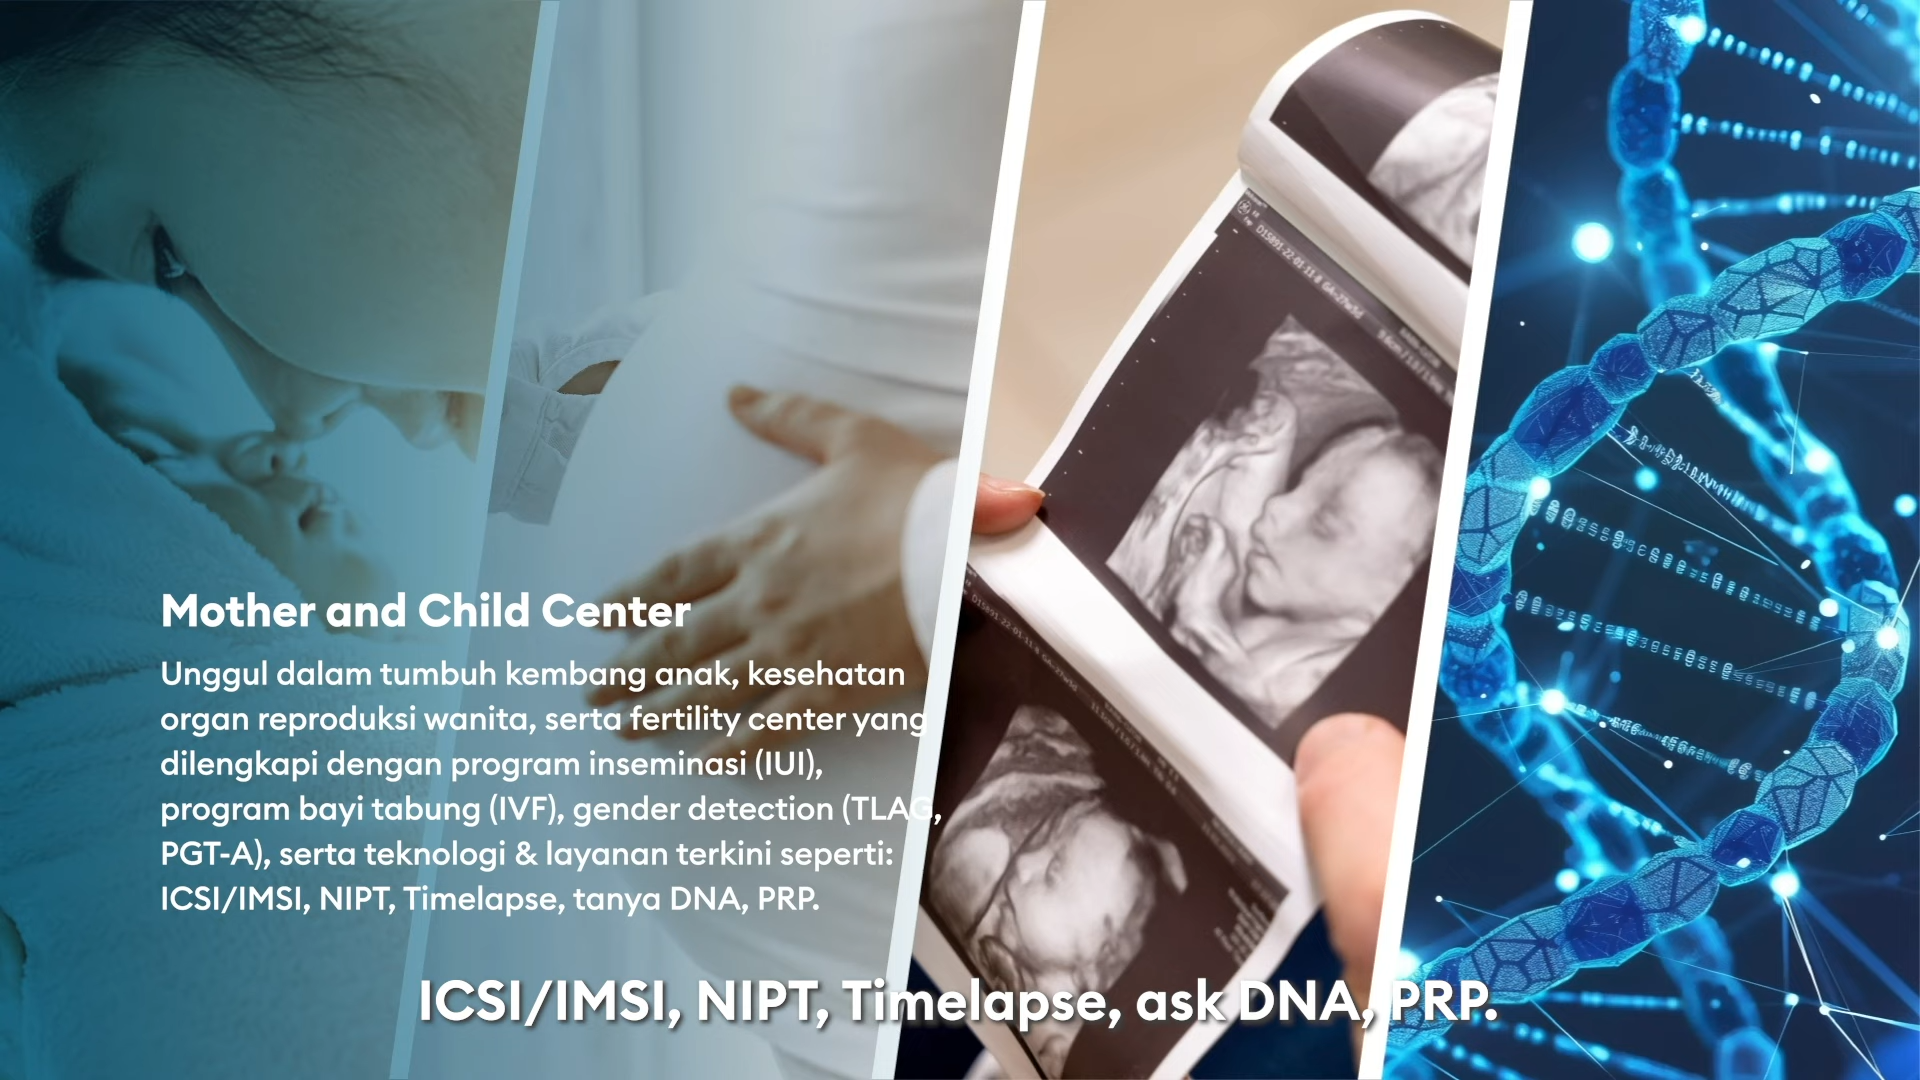 Mother and Child Center
Unggul dalam tumbuh kembang anak, kesehatan
organ reproduksi wanita, serta fertility center yang
dilengkapi dengan program inseminasi (IUI),
program bayi tabung (IVF), gender detection (TLAG,
PGT-A), serta teknologi & layanan terkini seperti:
ICSI/IMSI, NIPT, Timelapse, tanya DNA, PRP.
ICSI/IMSI, NIPT, Timelapse, ask DNA, PRP.